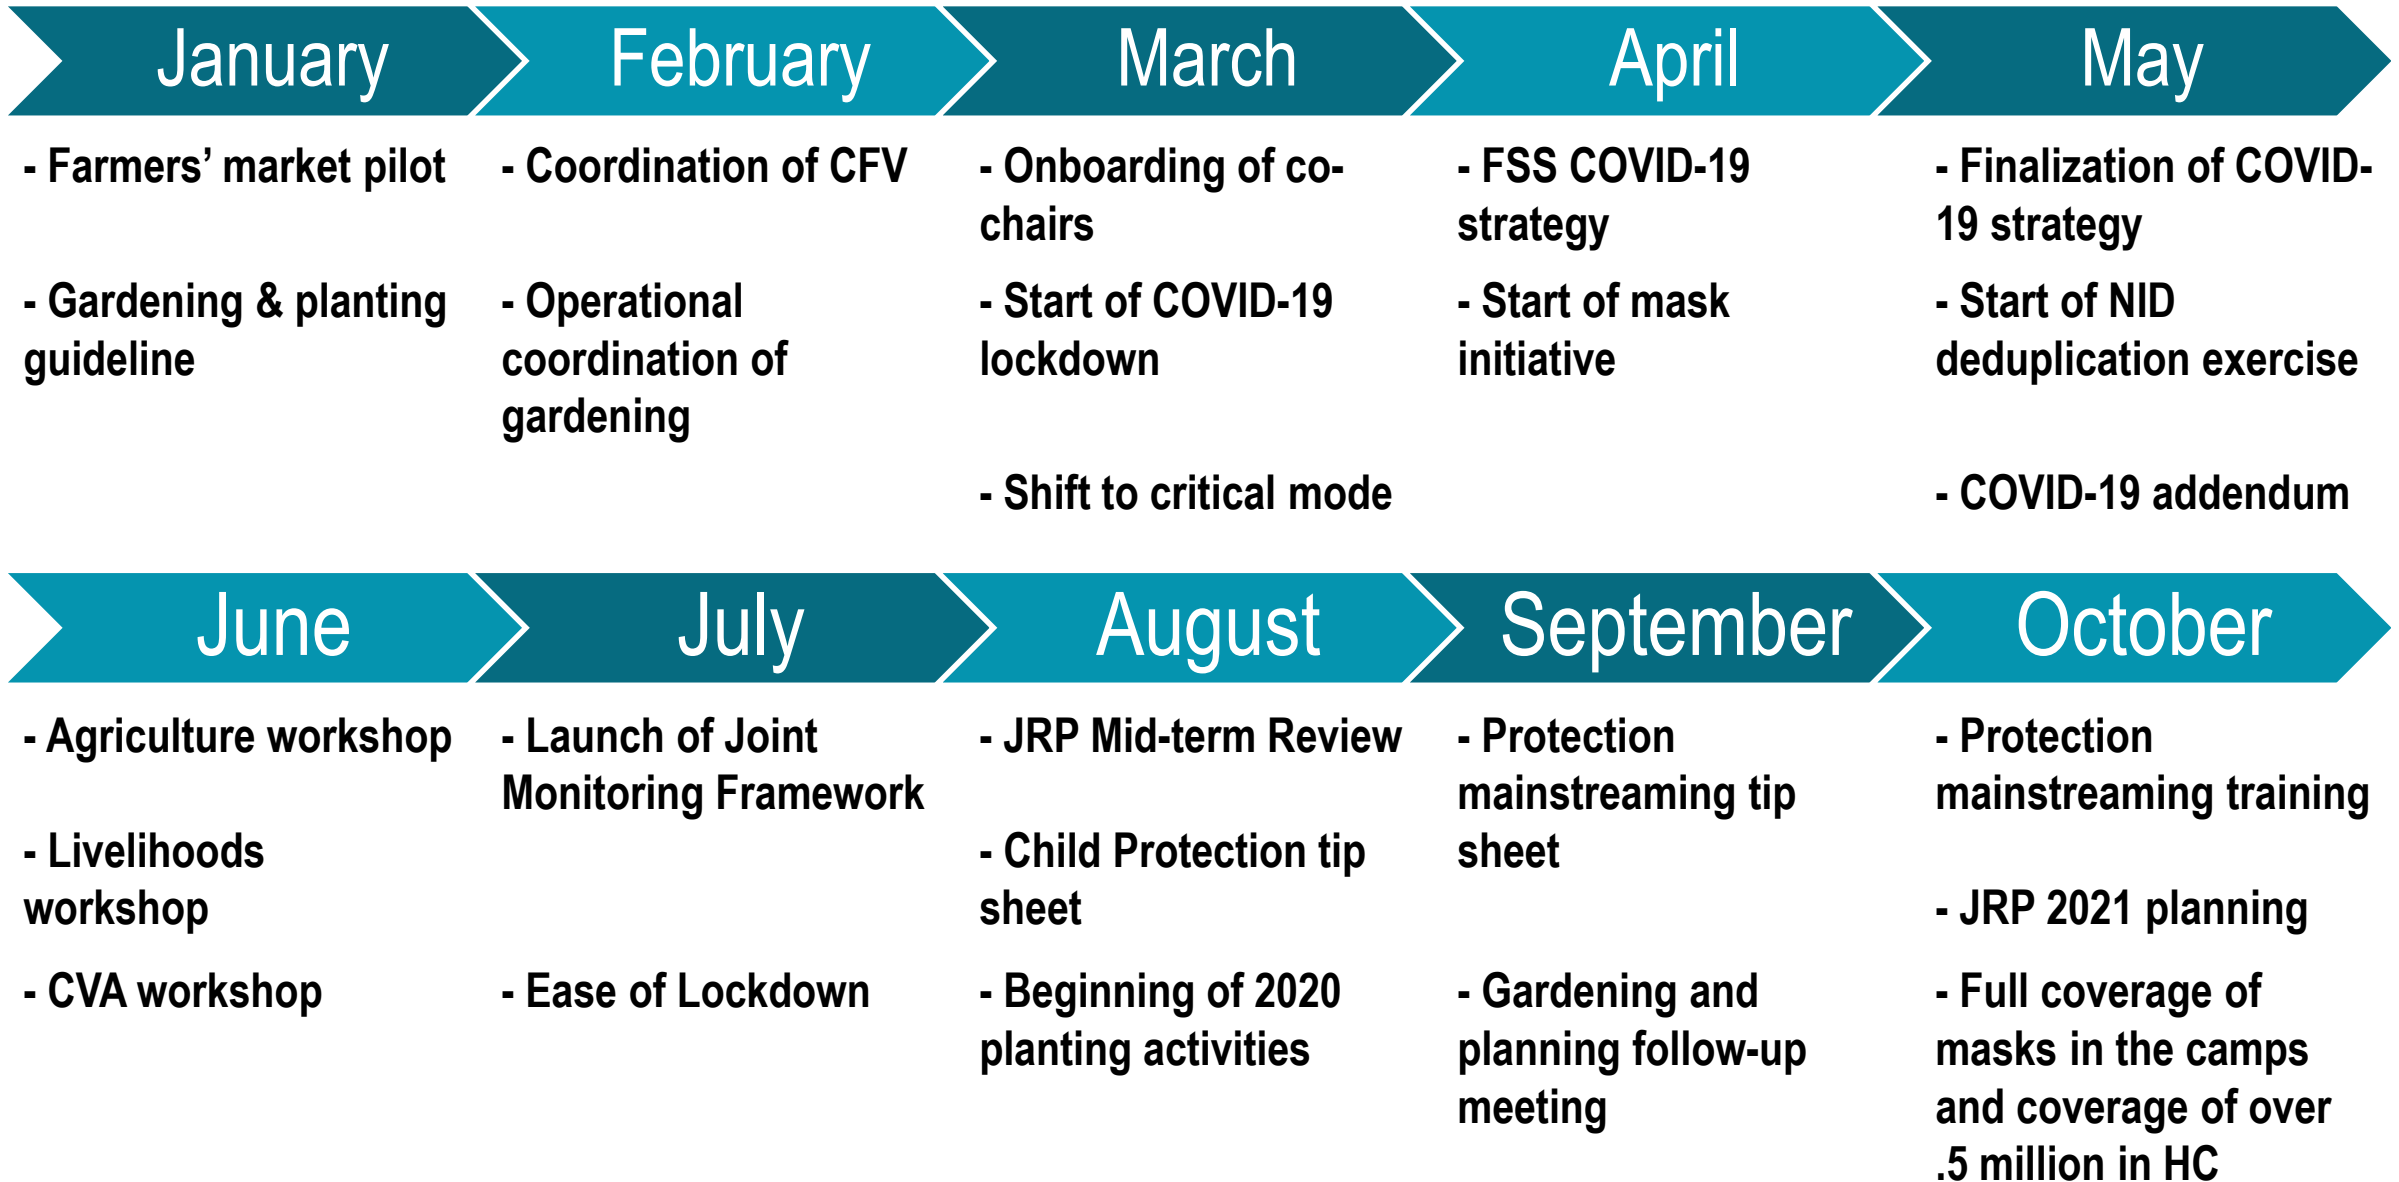 January
February
March
April
May
- Farmers’ market pilot
- Coordination of CFV
- Onboarding of co-
chairs
- FSS COVID-19
strategy
- Finalization of COVID-
19 strategy
- Gardening & planting
guideline
- Operational
coordination of
gardening
- Start of COVID-19
lockdown
- Start of mask
initiative
- Start of NID
deduplication exercise
- Shift to critical mode
- COVID-19 addendum
June
July
August
September
October
- Agriculture workshop
- Launch of Joint
Monitoring Framework
- JRP Mid-term Review
- Protection
mainstreaming tip
sheet
- Protection
mainstreaming training
- Livelihoods
workshop
- Child Protection tip
sheet
- JRP 2021 planning
- CVA workshop
- Ease of Lockdown
- Beginning of 2020
planting activities
- Gardening and
planning follow-up
meeting
- Full coverage of
masks in the camps
and coverage of over
.5 million in HC